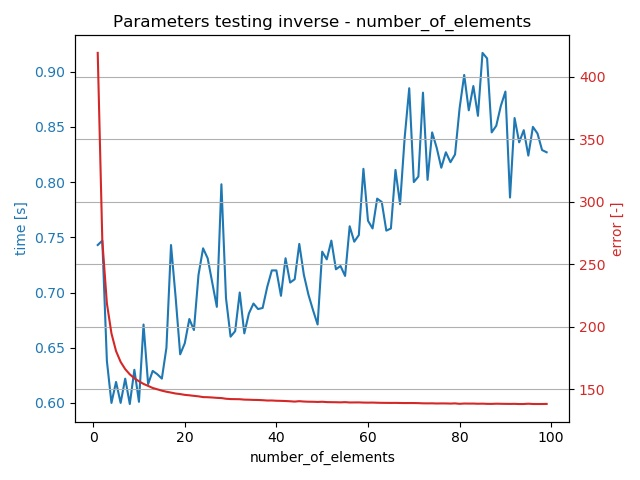 Parameters testing inverse - number_of_elements
0.90
0.85
0.80
0.75
0.70
0.65
0.60
time [s]
400
350
300
250
200
150
error [-]
0 20 40 60 80 100
number_of_elements